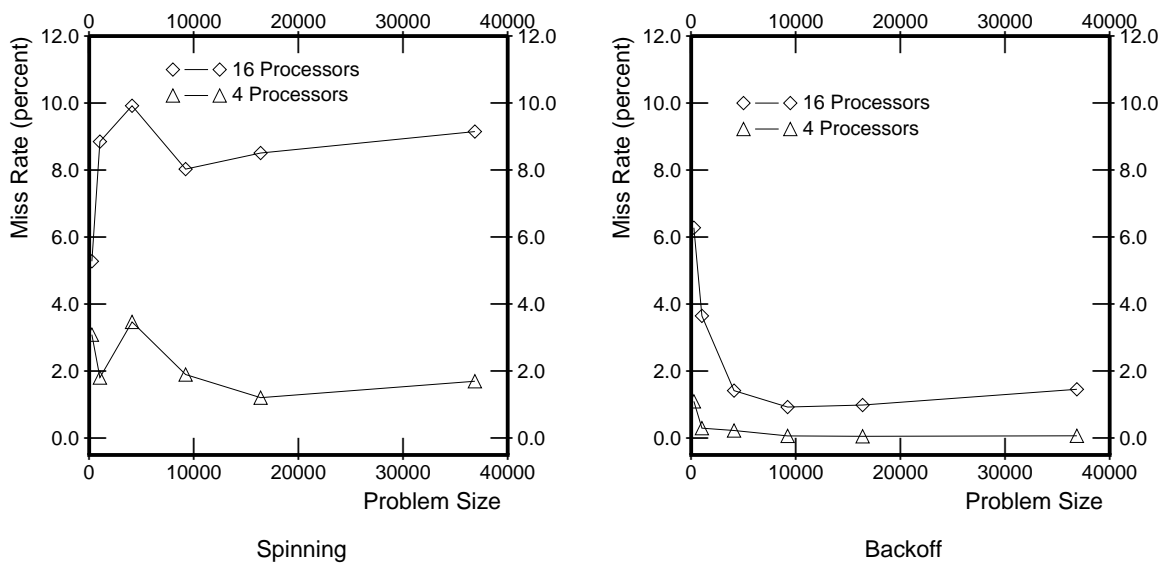 0 10000 20000 30000 40000
12.0 12.0
16 Processors
4 Processors
10.0 10.0
8.0 8.0
6.0 6.0
4.0 4.0
2.0 2.0
0.0 0.0
Miss Rate (percent)
0 10000 20000 30000 40000
Problem Size
Spinning
0 10000 20000 30000 40000
12.0 12.0
10.0 10.0
16 Processors
4 Processors
8.0 8.0
6.0 6.0
4.0 4.0
2.0 2.0
0.0 0.0
Miss Rate (percent)
0 10000 20000 30000 40000
Problem Size
Backoff